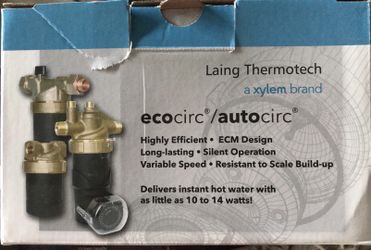 Laing Thermotech
a xylem brand
ecocirc®/autocirc®
Highly Efficient • ECM Design
Long-lasting • Silent Operation
Variable Speed • Resistant to Scale Build-up
Delivers instant hot water with
as little as 10 to 14 watts!